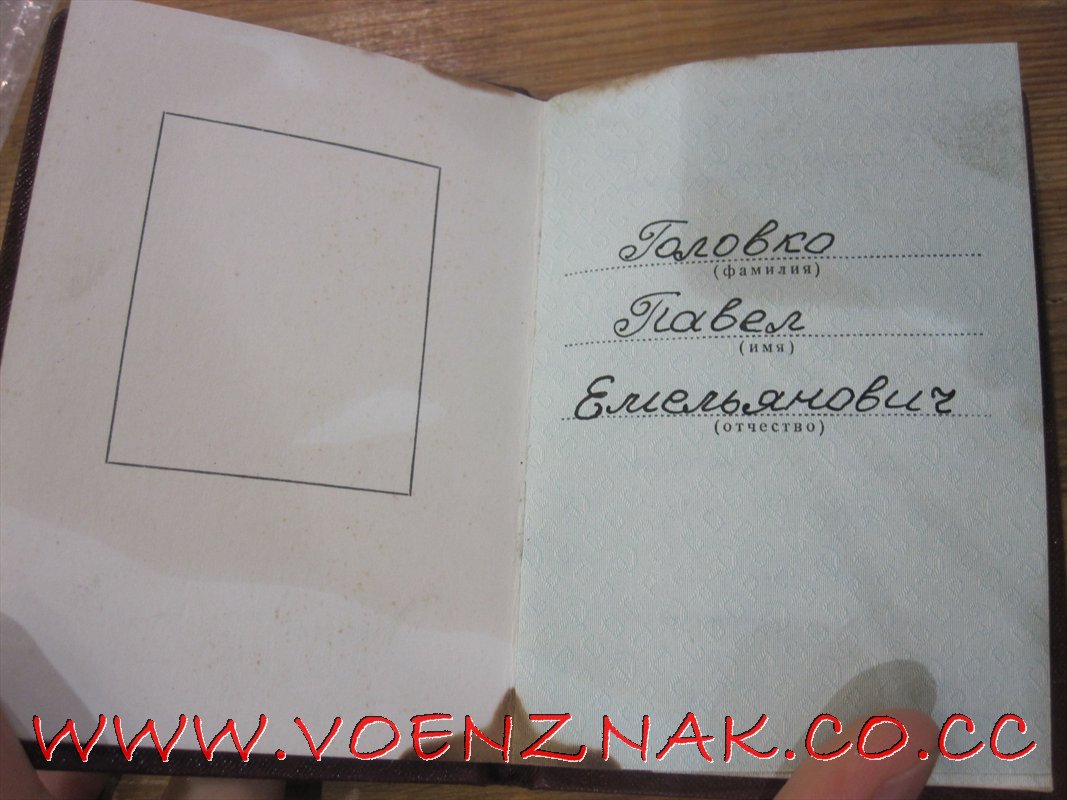 Головко
(фамилия)
Павел
(имя)
Емельянович
(отчество)
WWW.VOENZNAK.CO.CC